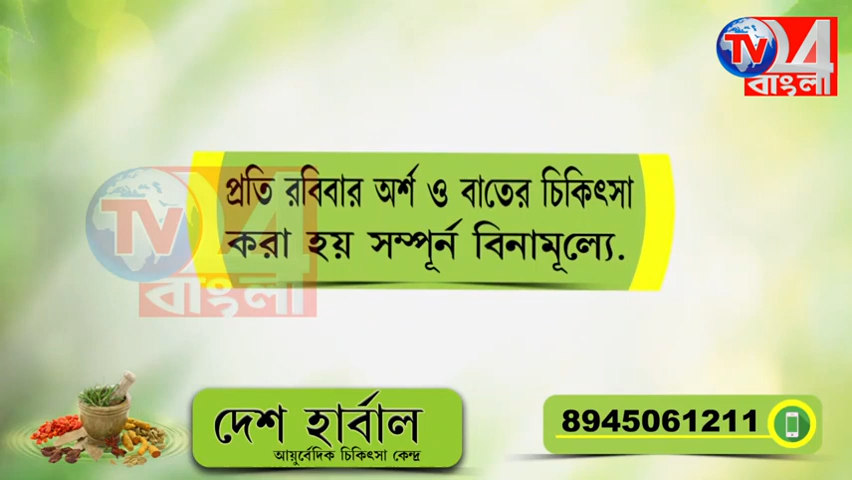 TV 24
বাংলা
প্রতি রবিবার অর্শ ও বাতের চিকিৎসা
করা হয় সম্পূর্ন বিনামূল্যে.
TV 24
বাংলা
দেশ হার্বাল
আয়ুর্বেদিক চিকিৎসা কেন্দ্র
8945061211